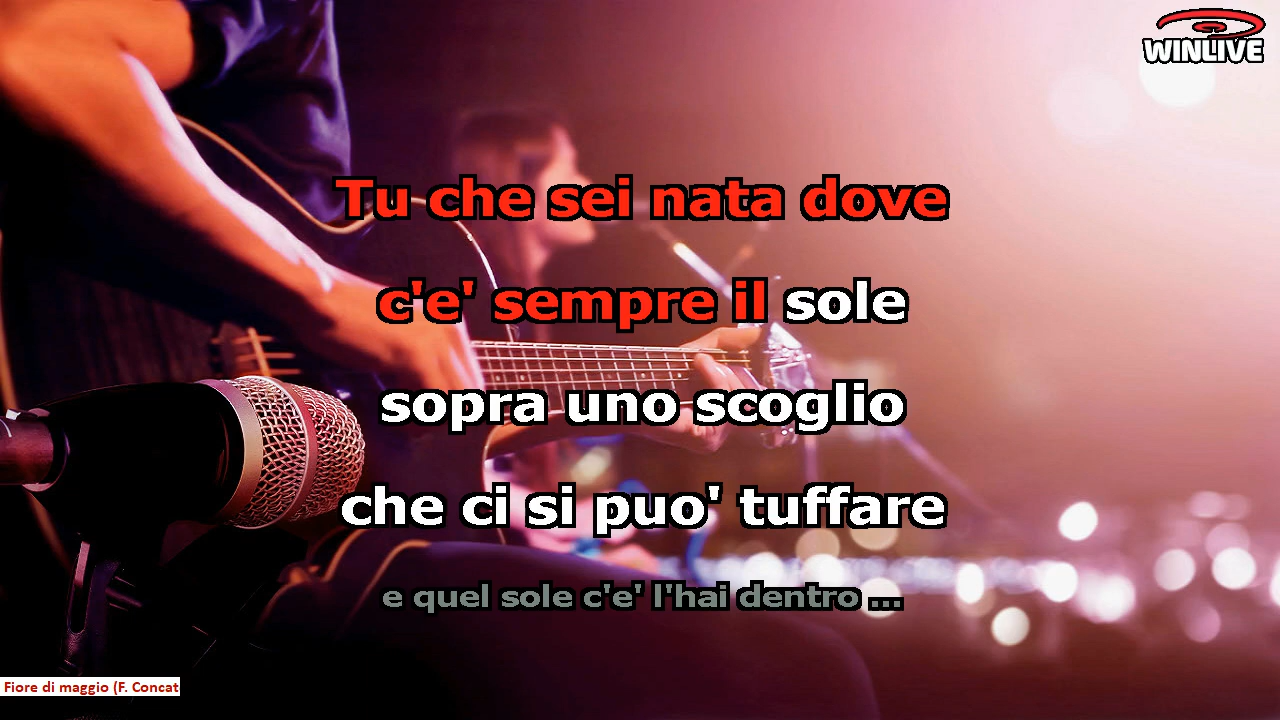 WINLIVE
Tu che sei nata dove
c'e' sempre il sole
sopra uno scoglio
che ci si puo' tuffare
e quel sole c'e' l'hai dentro ...
Fiore di maggio (F. Concat